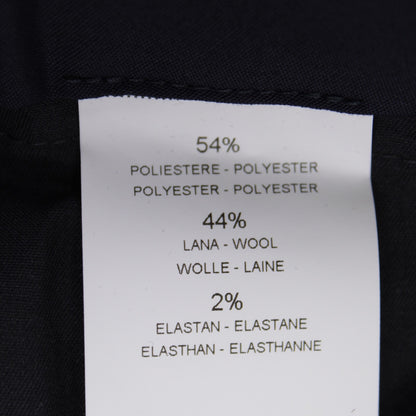 54%
POLIESTERE - POLYESTER
POLYESTER - POLYESTER
44%
LANA - WOOL
WOLLE - LAINE
2%
ELASTAN - ELASTANE
ELASTHAN - ELASTHANNE